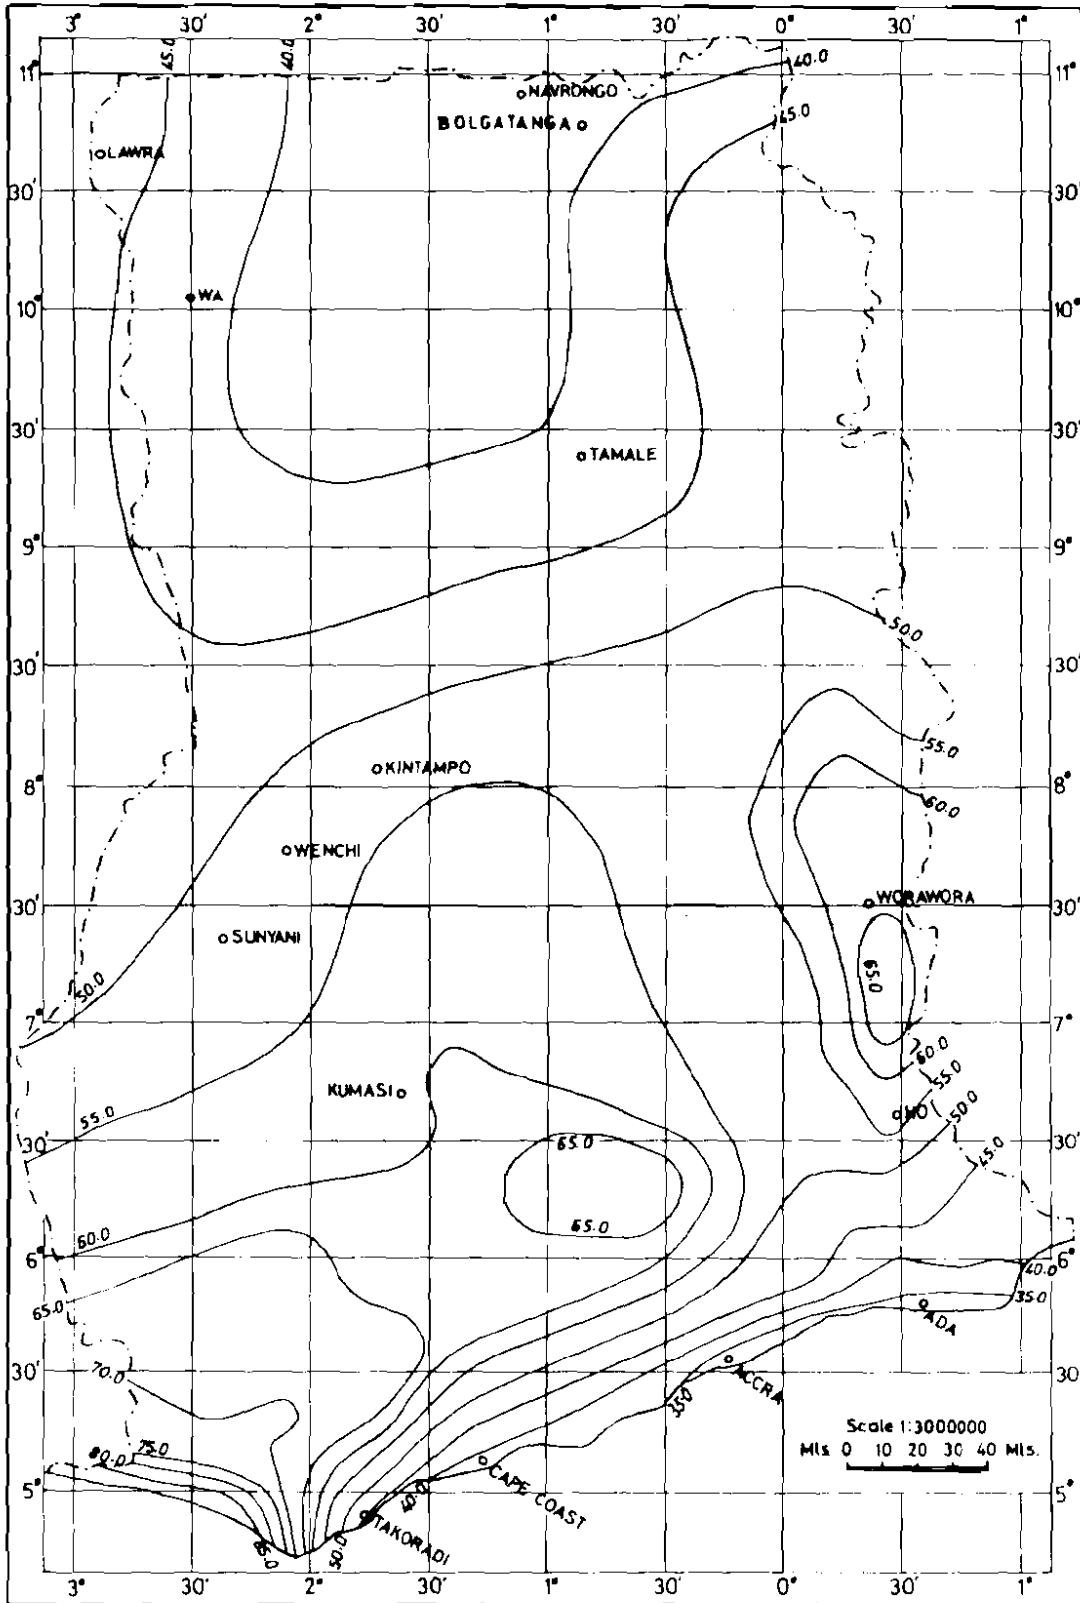 3° 30' 2° 30' 1° 30' 0° 30' 1°
45.0 40.0
11° 40.0 11°
NAVRONGO
BOLGATANGA 45.0
LAWRA
30' 30'
WA
10° 10°
30' 30'
TAMALE
9° 9°
50.0
30' 30'
55.0
KINTAMPO
8° 8°
60.0
WENCHI
WORAWORA
30' 30'
SUNYANI
65.0
50.0
7° 7°
60.0
55.0
KUMASI
50.0
55.0 HO
30' 65.0 30'
45.0
65.0
60.0
6° 6°
40.0
65.0 35.0
ADA
30' 30
70.0 ACCRA
35.0
Scale 1:3000000
75.0 Mls 0 10 20 30 40 Mls.
80.0
CAPE COAST
5° 40.0 5°
TAKORADI
85.0 50.0
3° 30' 2° 30' 1° 30' 0° 30' 1°